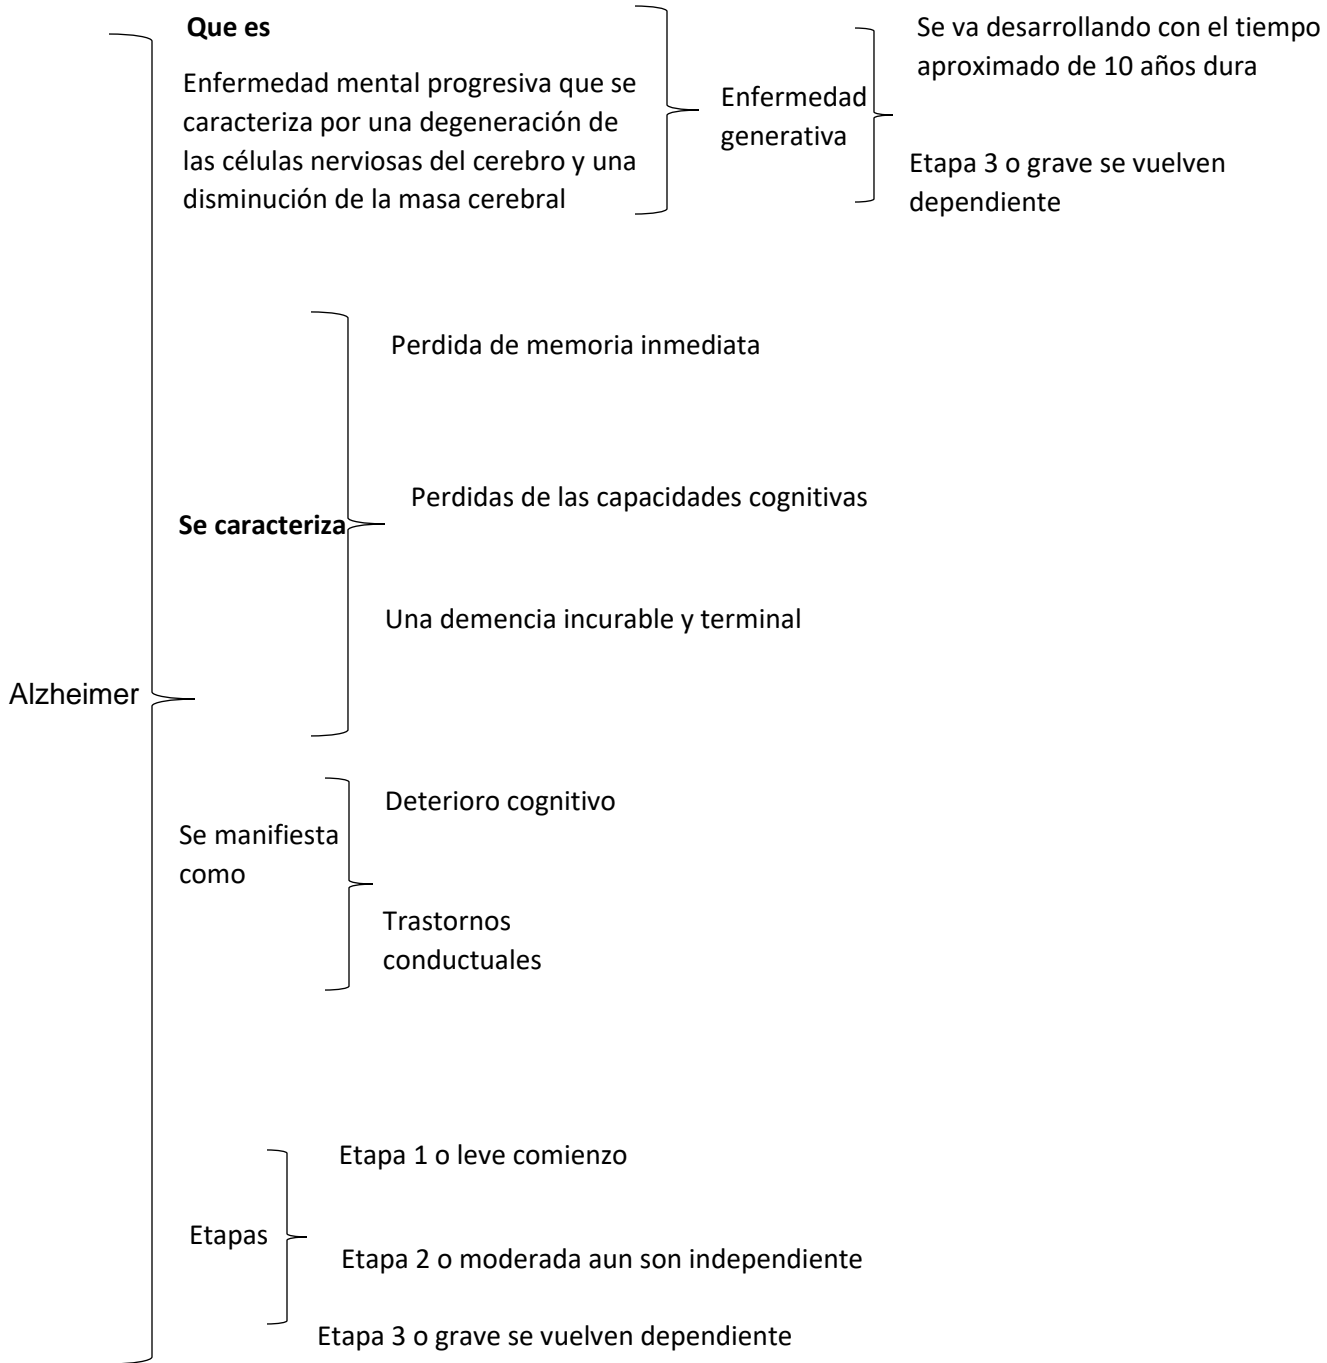 Que es
Enfermedad mental progresiva que se
caracteriza por una degeneración de
las células nerviosas del cerebro y una
disminución de la masa cerebral
Enfermedad
generativa
Se va desarrollando con el tiempo
aproximado de 10 años dura
Etapa 3 o grave se vuelven
dependiente
Perdida de memoria inmediata
Se caracteriza
Perdidas de las capacidades cognitivas
Una demencia incurable y terminal
Alzheimer
Se manifiesta
como
Deterioro cognitivo
Trastornos
conductuales
Etapas
Etapa 1 o leve comienzo
Etapa 2 o moderada aun son independiente
Etapa 3 o grave se vuelven dependiente